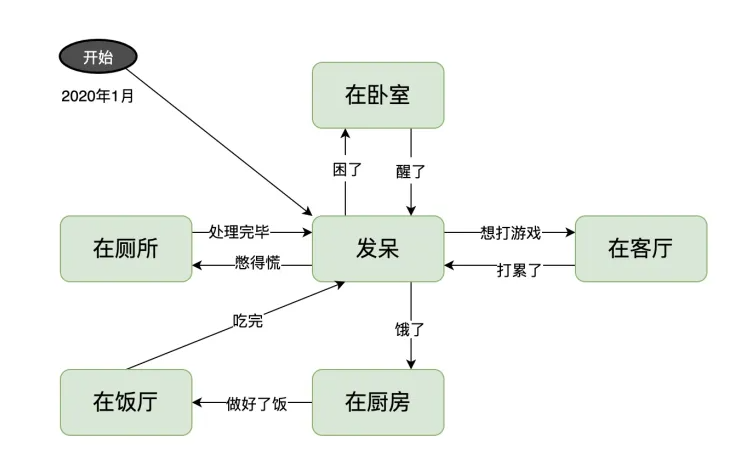 开始
2020年1月
在卧室
困了
醒了
在厕所
处理完毕
憋得慌
发呆
想打游戏
打累了
在客厅
吃完
饿了
在饭厅
做好了饭
在厨房